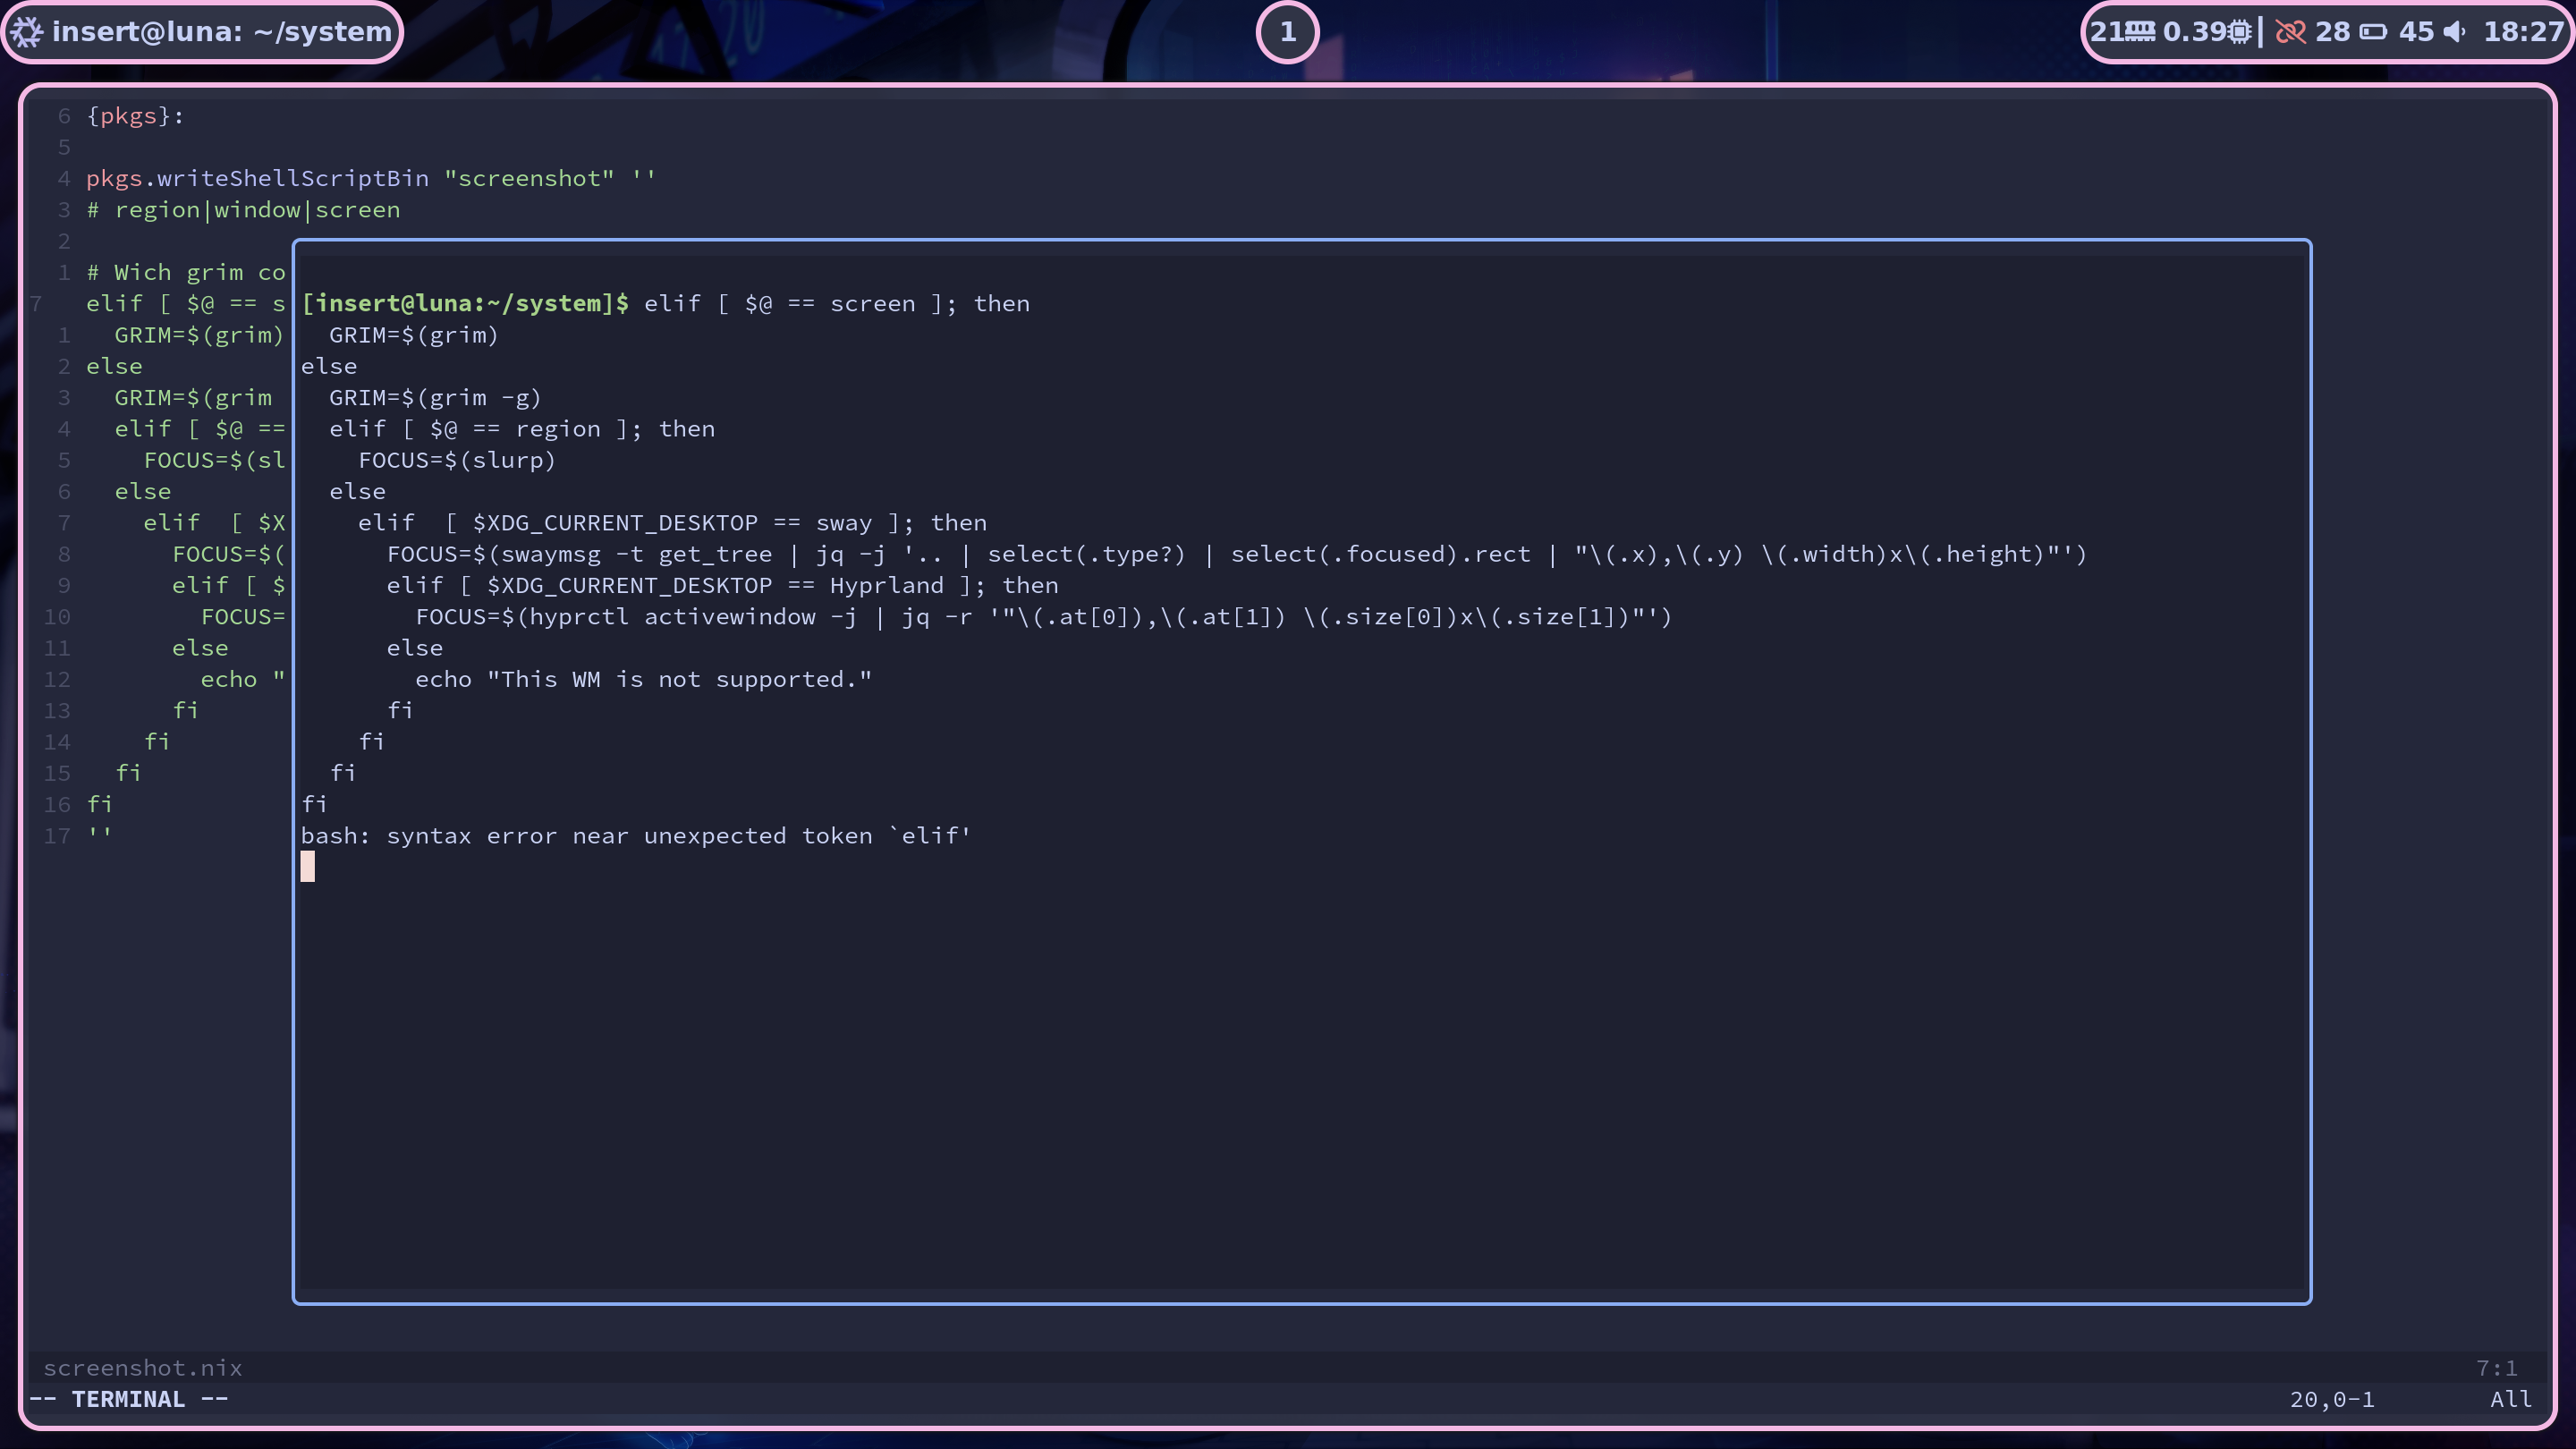 insert@luna: ~/system
1
21 0.39 | 28 45 18:27
6 {pkgs}:
5
4 pkgs.writeShellScriptBin "screenshot" ''
3 # region|window|screen
2
1 # Wich grim co
7 elif [ $@ == s
1 GRIM=$(grim)
2 else
3 GRIM=$(grim
4 elif [ $@ ==
5 FOCUS=$(sl
6 else
7 elif  [ $X
8 FOCUS=$(
9 elif [ $
10 FOCUS=
11 else
12 echo "
13 fi
14 fi
15 fi
16 fi
17 ''
[insert@luna:~/system]$ elif [ $@ == screen ]; then
GRIM=$(grim)
else
GRIM=$(grim -g)
elif [ $@ == region ]; then
FOCUS=$(slurp)
else
elif  [ $XDG_CURRENT_DESKTOP == sway ]; then
FOCUS=$(swaymsg -t get_tree | jq -j '.. | select(.type?) | select(.focused).rect | "\(.x),\(.y) \(.width)x\(.height)"')
elif [ $XDG_CURRENT_DESKTOP == Hyprland ]; then
FOCUS=$(hyprctl activewindow -j | jq -r '"\(.at[0]),\(.at[1]) \(.size[0])x\(.size[1])"')
else
echo "This WM is not supported."
fi
fi
fi
fi
bash: syntax error near unexpected token `elif'
screenshot.nix 7:1
-- TERMINAL -- 20,0-1 All